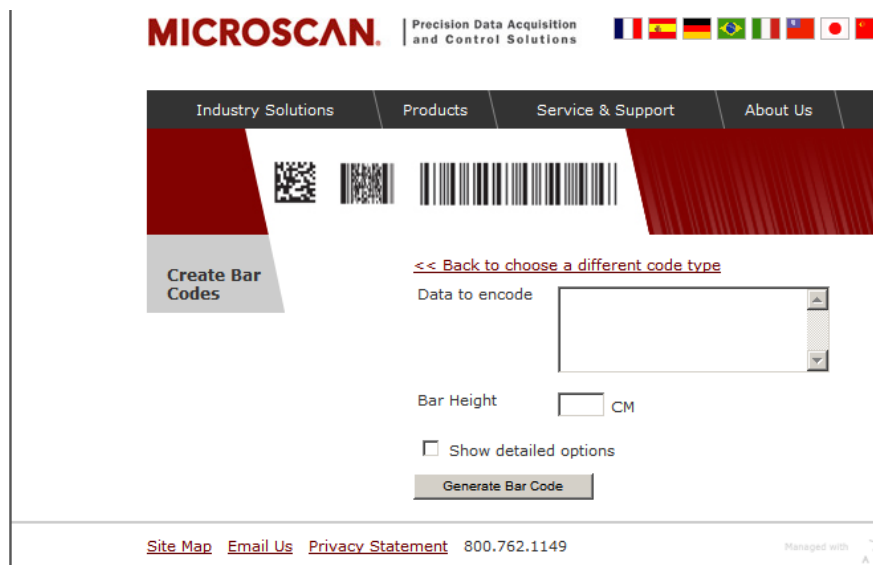 MICROSCAN.
Precision Data Acquisition
and Control Solutions
Industry Solutions
Products
Service & Support
About Us
Create Bar
Codes
<< Back to choose a different code type
Data to encode
Bar Height
CM
Show detailed options
Generate Bar Code
Site Map Email Us Privacy Statement 800.762.1149
Managed with
A